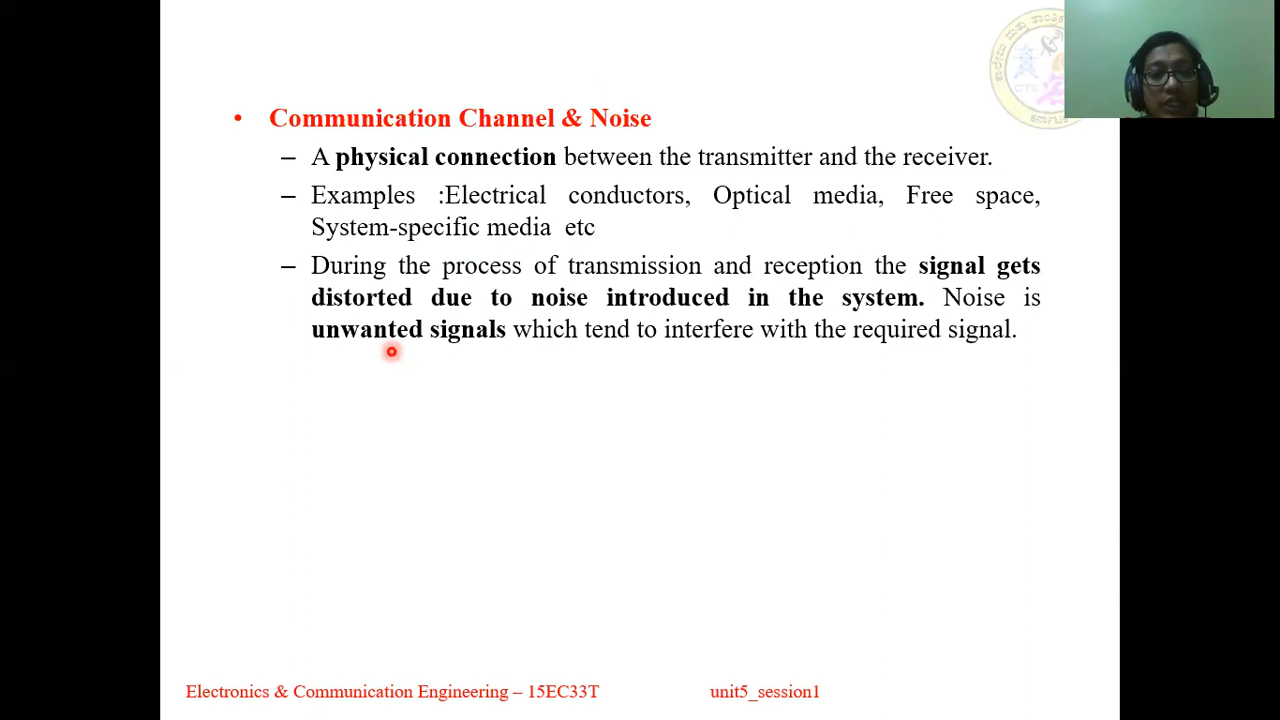 • Communication Channel & Noise
– A physical connection between the transmitter and the receiver.
– Examples :Electrical conductors, Optical media, Free space,
System-specific media etc
– During the process of transmission and reception the signal gets
distorted due to noise introduced in the system. Noise is
unwanted signals which tend to interfere with the required signal.
Electronics & Communication Engineering – 15EC33T
unit5_session1